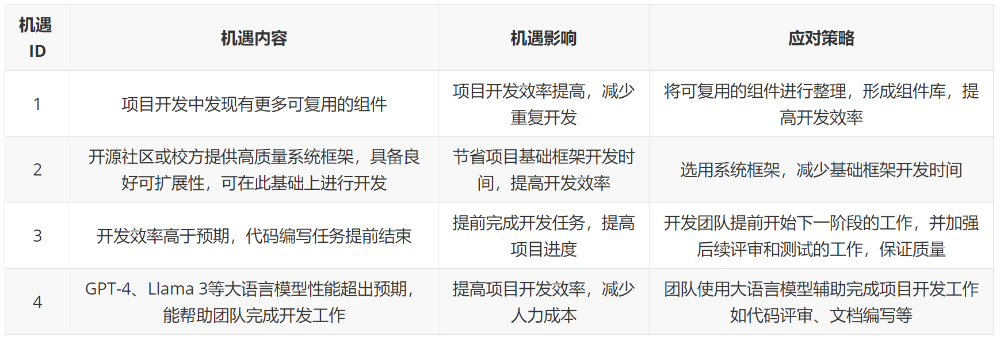 机遇
ID
机遇内容
机遇影响
应对策略
1
项目开发中发现有更多可复用的组件
项目开发效率提高，减少
重复开发
将可复用的组件进行整理，形成组件库，提
高开发效率
2
开源社区或校方提供高质量系统框架，具备良
好可扩展性，可在此基础上进行开发
节省项目基础框架开发时
间，提高开发效率
选用系统框架，减少基础框架开发时间
3
开发效率高于预期，代码编写任务提前结束
提前完成开发任务，提高
项目进度
开发团队提前开始下一阶段的工作，并加强
后续评审和测试的工作，保证质量
4
GPT-4、Llama 3等大语言模型性能超出预期，
能帮助团队完成开发工作
提高项目开发效率，减少
人力成本
团队使用大语言模型辅助完成项目开发工作
如代码评审、文档编写等